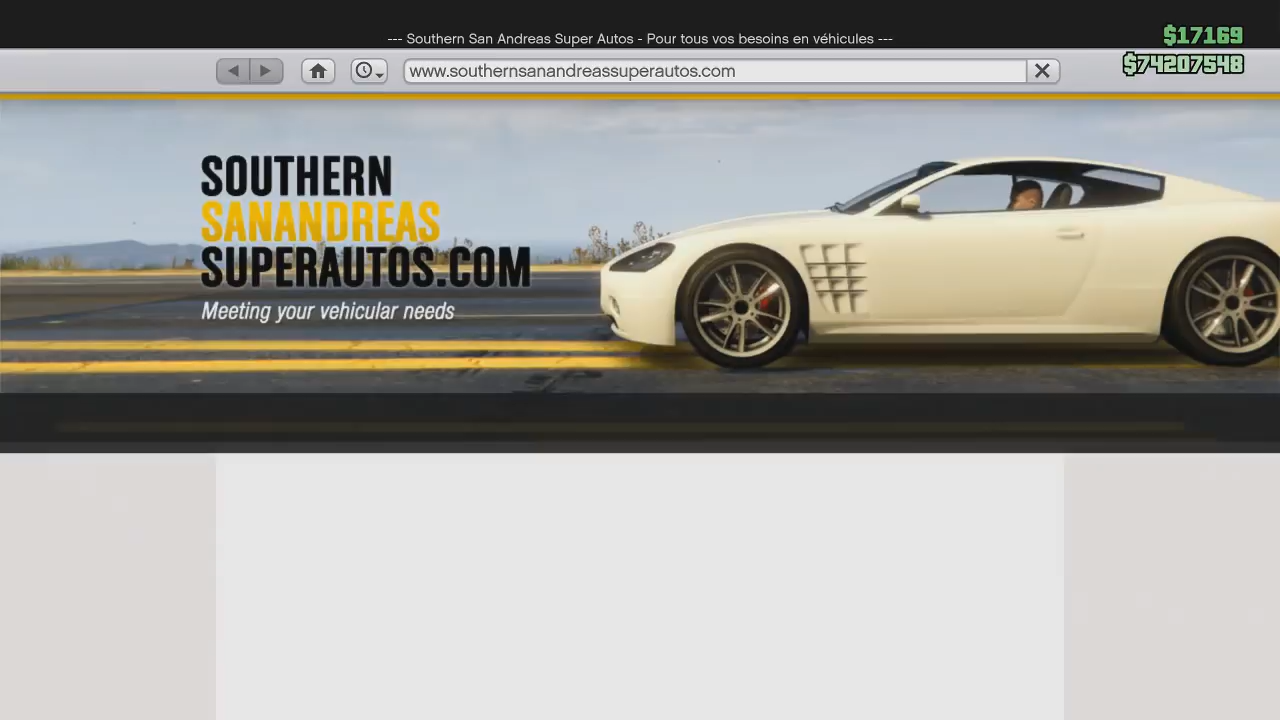 --- Southern San Andreas Super Autos - Pour tous vos besoins en véhicules ---
$17169
$74207548
www.southernsanandreassuperautos.com
SOUTHERN
SANANDREAS
SUPERAUTOS.COM
Meeting your vehicular needs